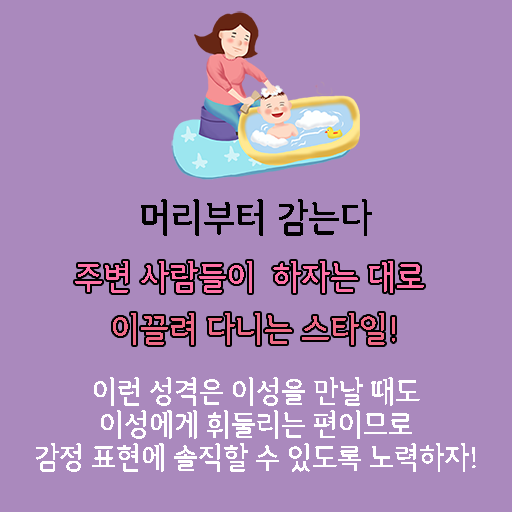 머리부터 감는다
주변 사람들이 하자는 대로
이끌려 다니는 스타일!
이런 성격은 이성을 만날 때도
이성에게 휘둘리는 편이므로
감정 표현에 솔직할 수 있도록 노력하자!